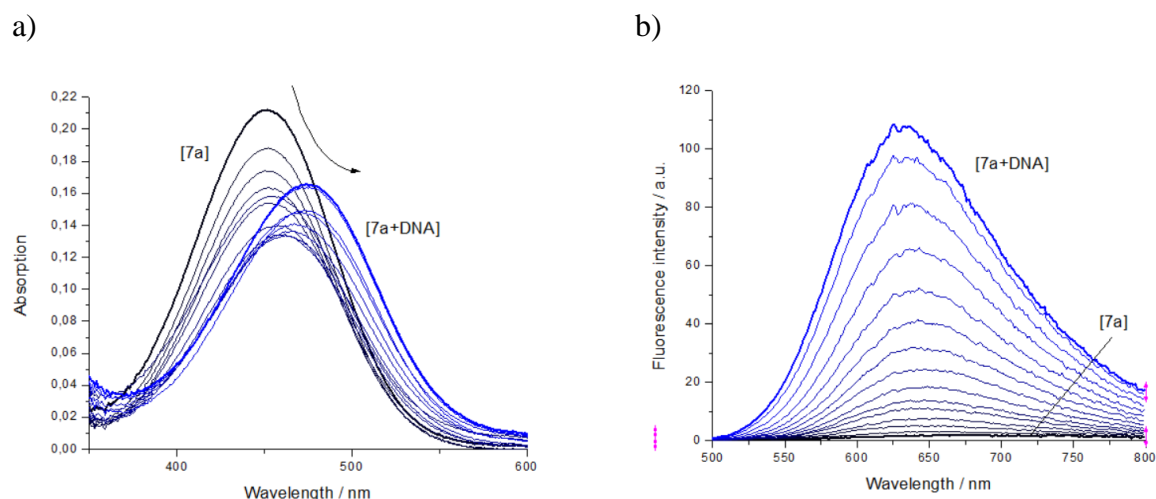 a)
0,22
0,20
0,18
0,16
0,14
0,12
0,10
0,08
0,06
0,04
0,02
0,00
Absorption
[7a]
[7a+DNA]
400
500
600
Wavelength / nm
b)
120
100
80
60
40
20
0
Fluorescence intensity / a.u.
[7a+DNA]
[7a]
500
550
600
650
700
750
800
Wavelength / nm